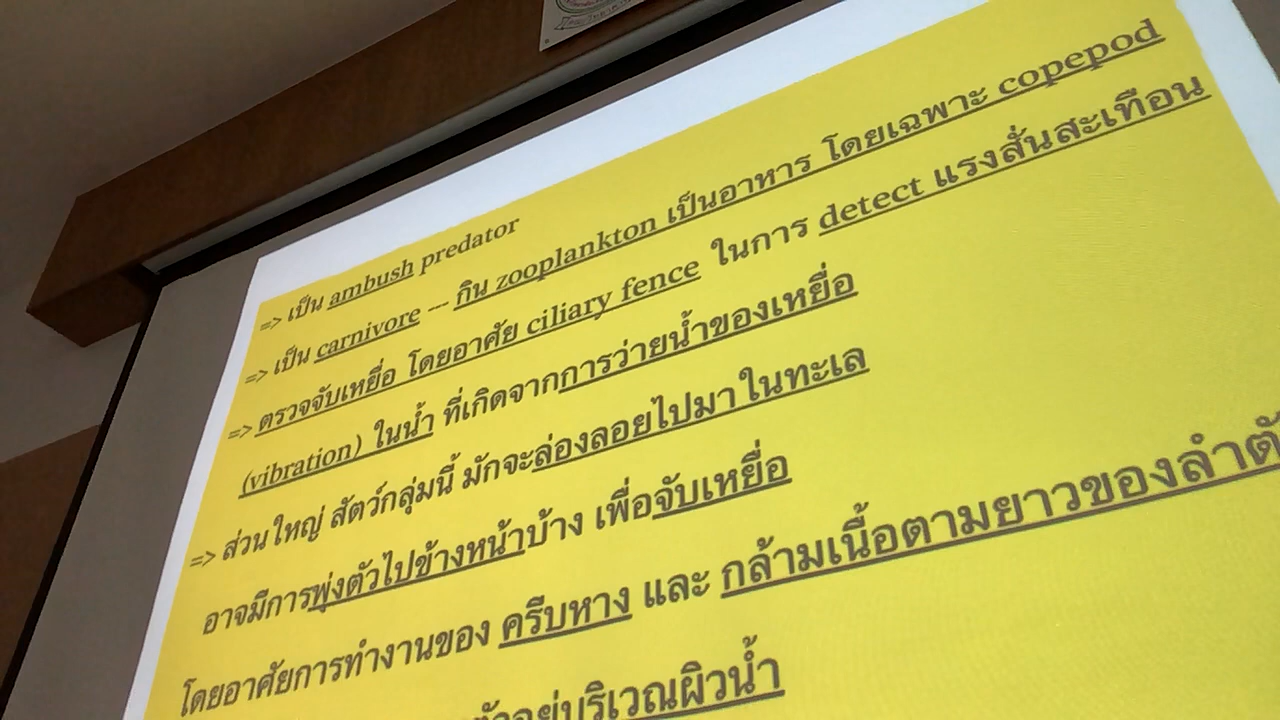 => เป็น ambush predator
=> เป็น carnivore --- กิน zooplankton เป็นอาหาร โดยเฉพาะ copepod
=> ตรวจจับเหยื่อ โดยอาศัย ciliary fence ในการ detect แรงสั่นสะเทือน
(vibration) ในน้ำ ที่เกิดจากการว่ายน้ำของเหยื่อ
=> ส่วนใหญ่ สัตว์กลุ่มนี้ มักจะล่องลอยไปมาในทะเล
อาจมีการพุ่งตัวไปข้างหน้าบ้าง เพื่อจับเหยื่อ
โดยอาศัยการทำงานของ ครีบหาง และ กล้ามเนื้อตามยาวของลำตั
อยู่บริเวณผิวน้ำ